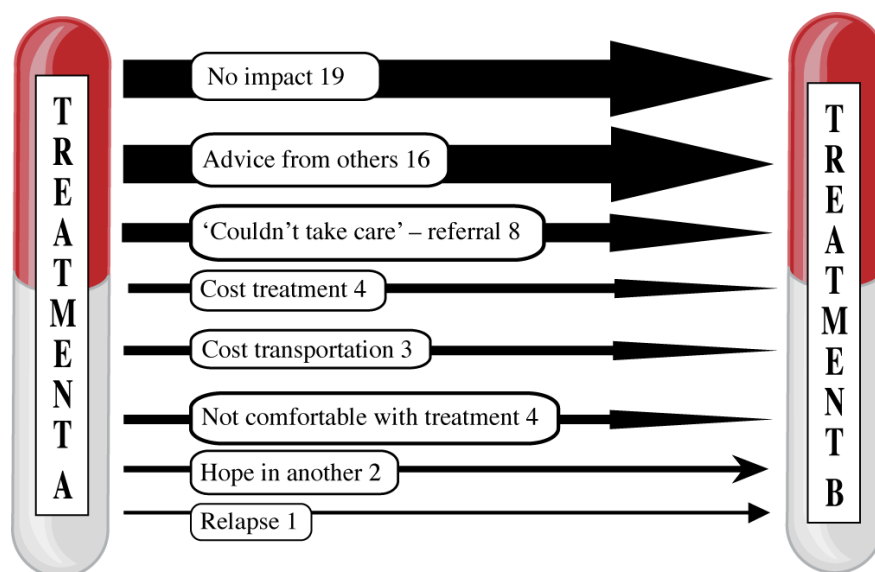 TREATMENT A
No impact 19
Advice from others 16
‘Couldn’t take care’ – referral 8
Cost treatment 4
Cost transportation 3
Not comfortable with treatment 4
Hope in another 2
Relapse 1
TREATMENT B